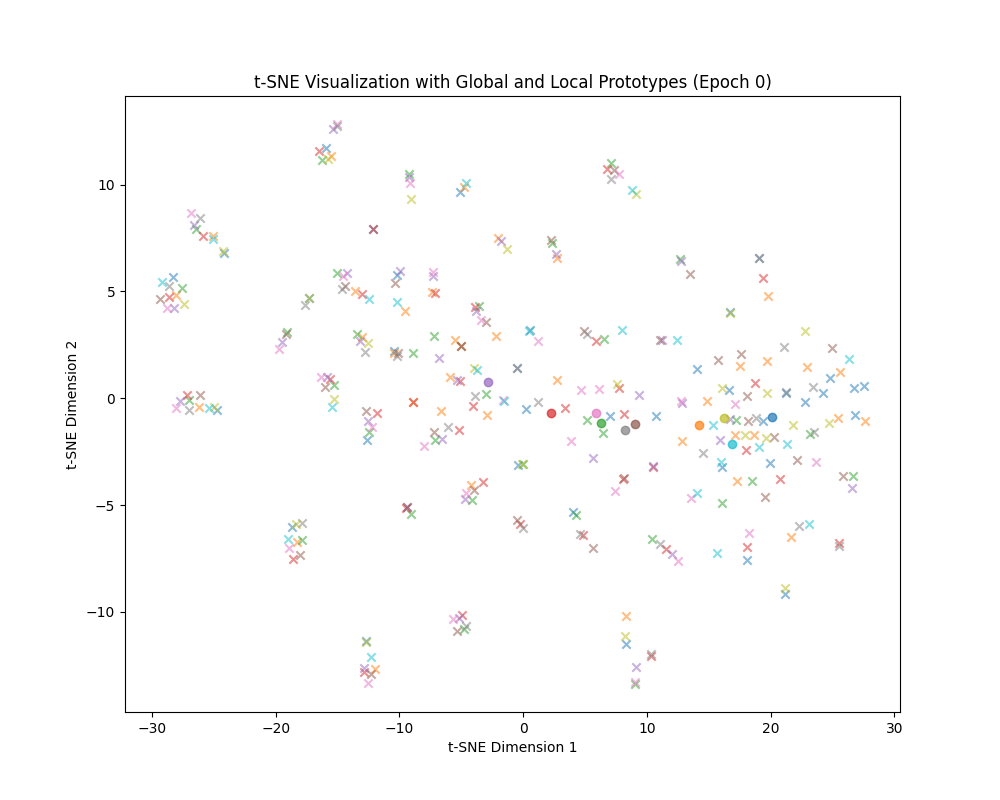 t-SNE Visualization with Global and Local Prototypes (Epoch 0)
10
5
0
−5
−10
t-SNE Dimension 2
−30 −20 −10 0 10 20 30
t-SNE Dimension 1